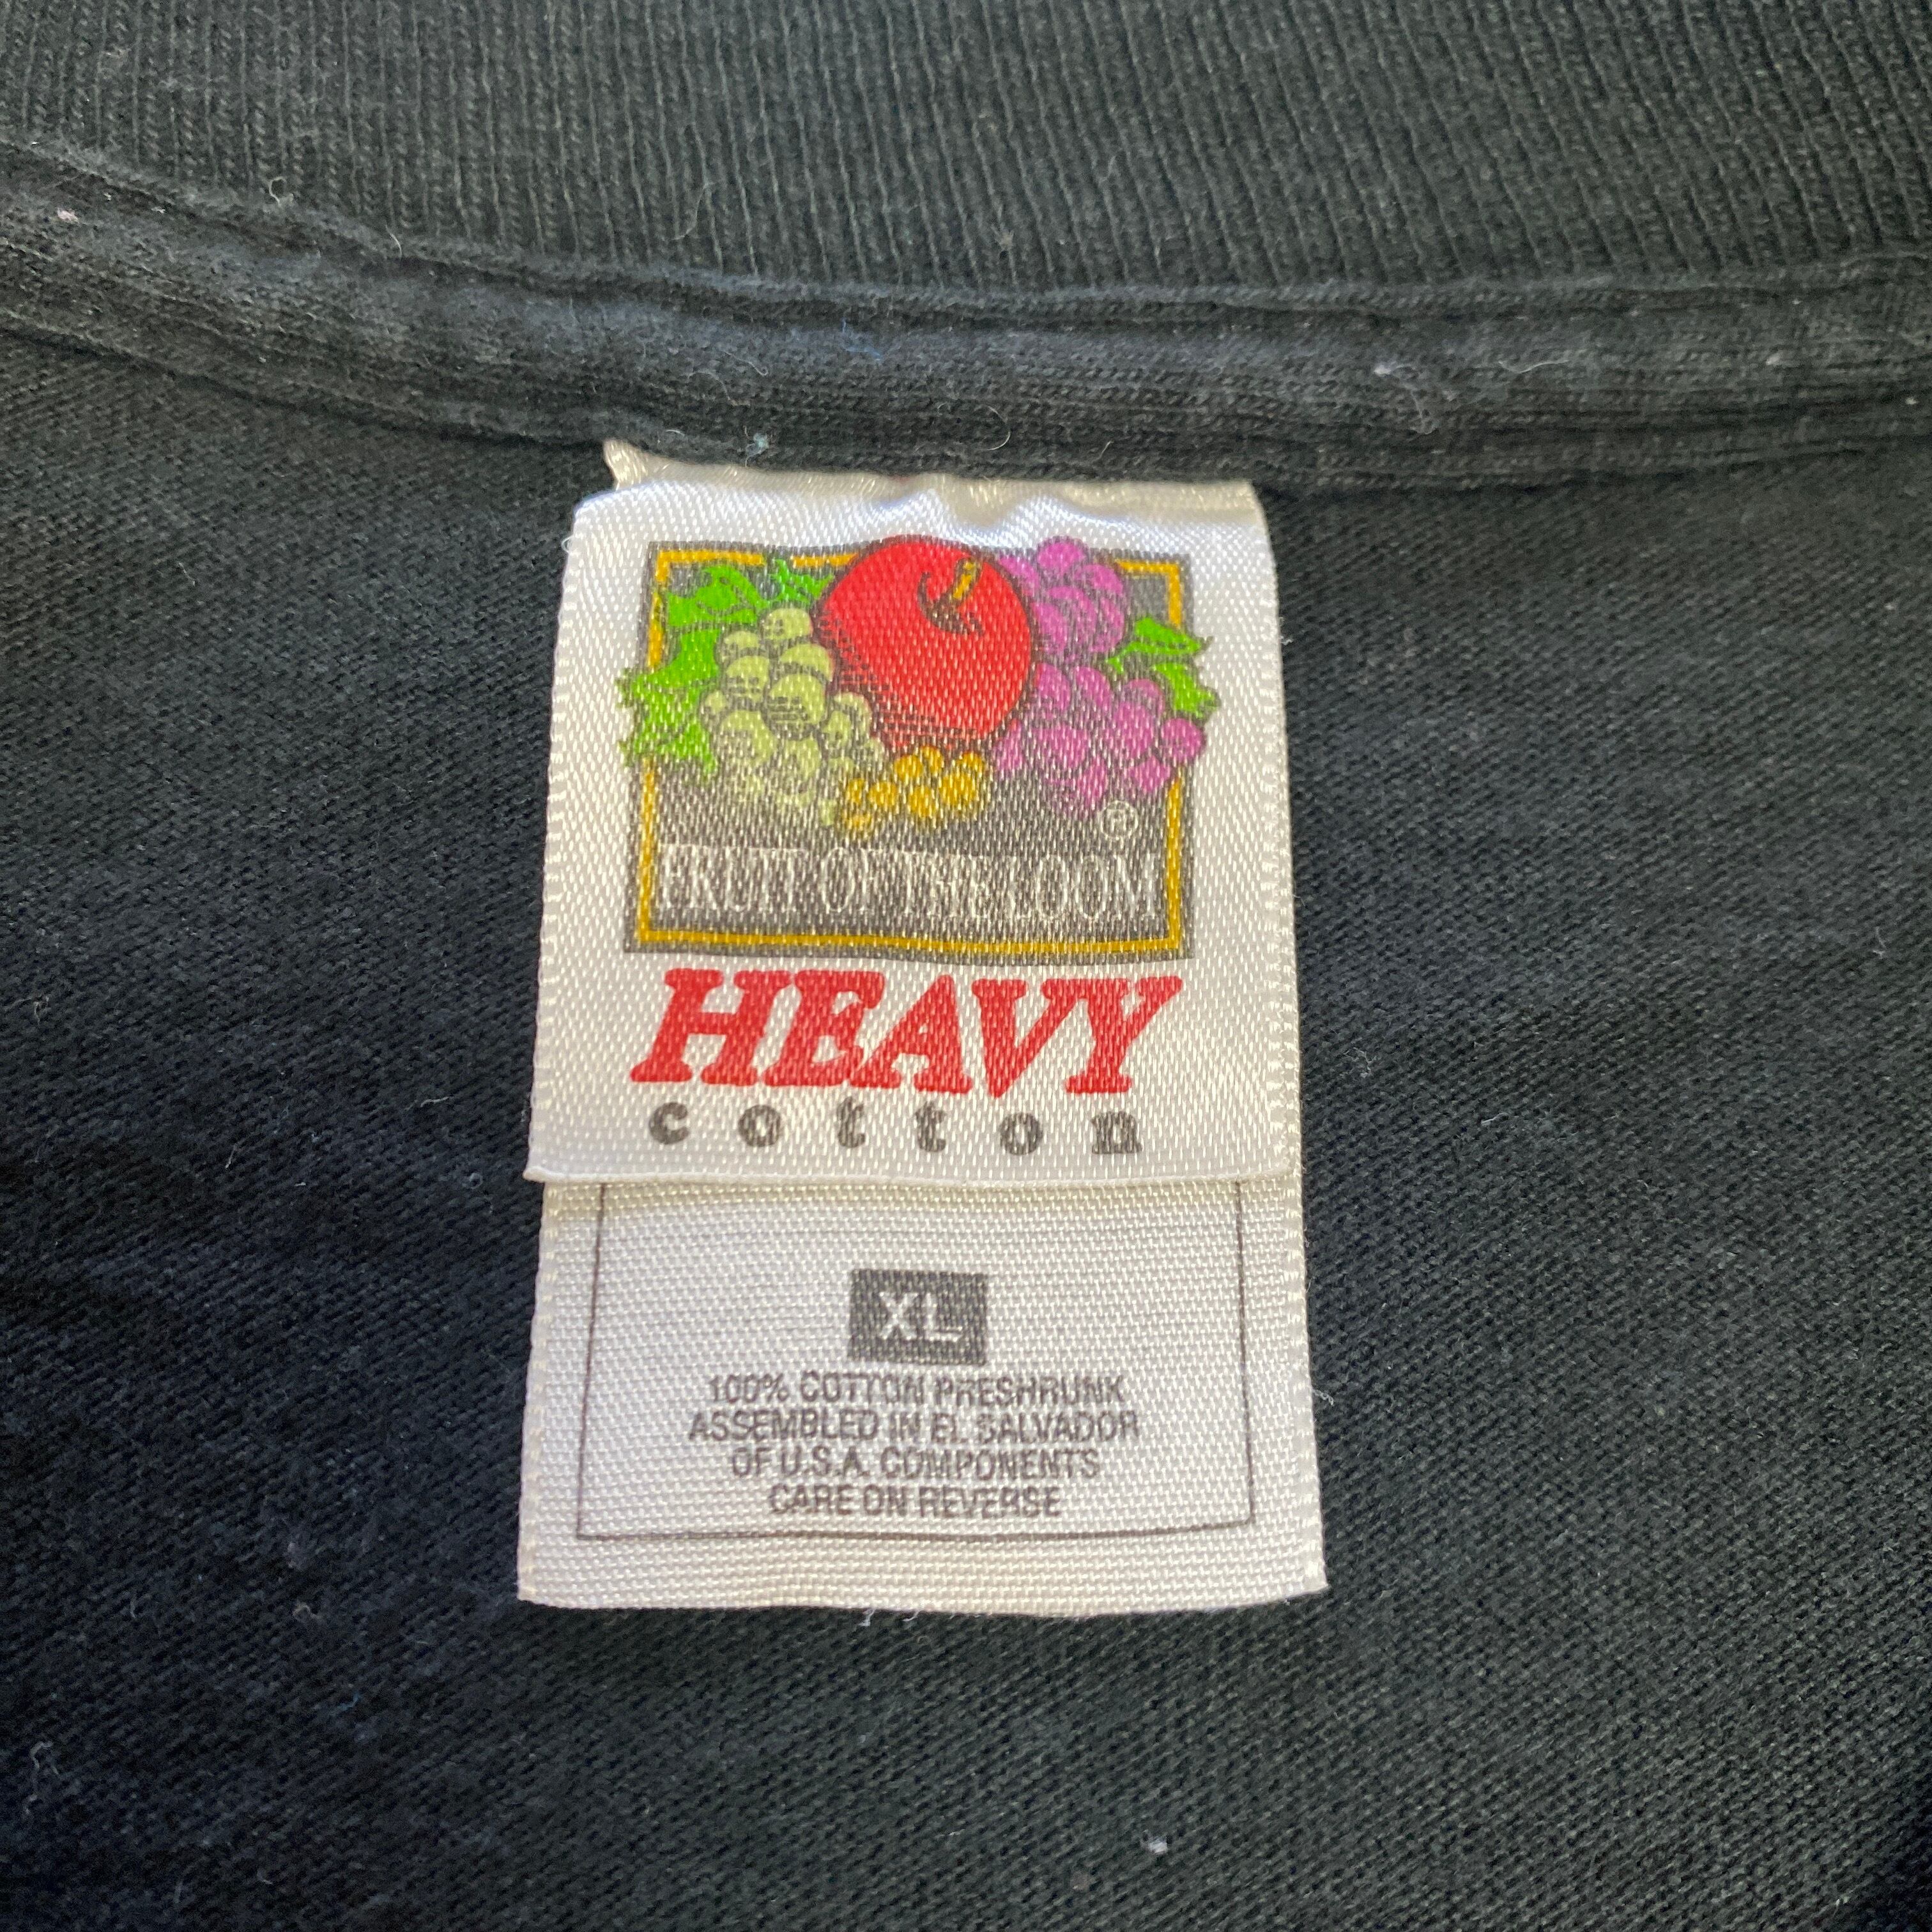 ®
FRUIT OF THE LOOM
HEAVY
cotton
XL
100% COTTON PRESHRUNK
ASSEMBLED IN EL SALVADOR
OF U.S.A. COMPONENTS
CARE ON REVERSE